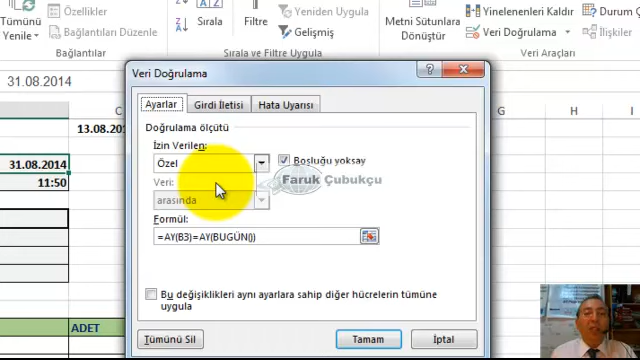 Tümünü Yenile
Özellikleri
Bağlantıları Düzenle
Bağlantılar
Sırala
Filtre
Yeniden Uygula
Gelişmiş
Sırala ve Filtre Uygula
Metni Sütunlara Dönüştür
Yinelenenleri Kaldır
Veri Doğrulama
İlişkiler
Veri Araçları
31.08.2014
C
G
H
I
13.08.201
31.08.2014
11:50
ADET
Veri Doğrulama
Ayarlar
Girdi İletisi
Hata Uyarısı
Doğrulama ölçütü
İzin Verilen:
Özel
Boşluğu yoksay
Veri:
arasında
Faruk Çubukçu
Formül:
=AY(B3)=AY(BUGÜN())
Bu değişiklikleri aynı ayarlara sahip diğer hücrelerin tümüne
uygula
Tümünü Sil
Tamam
İptal